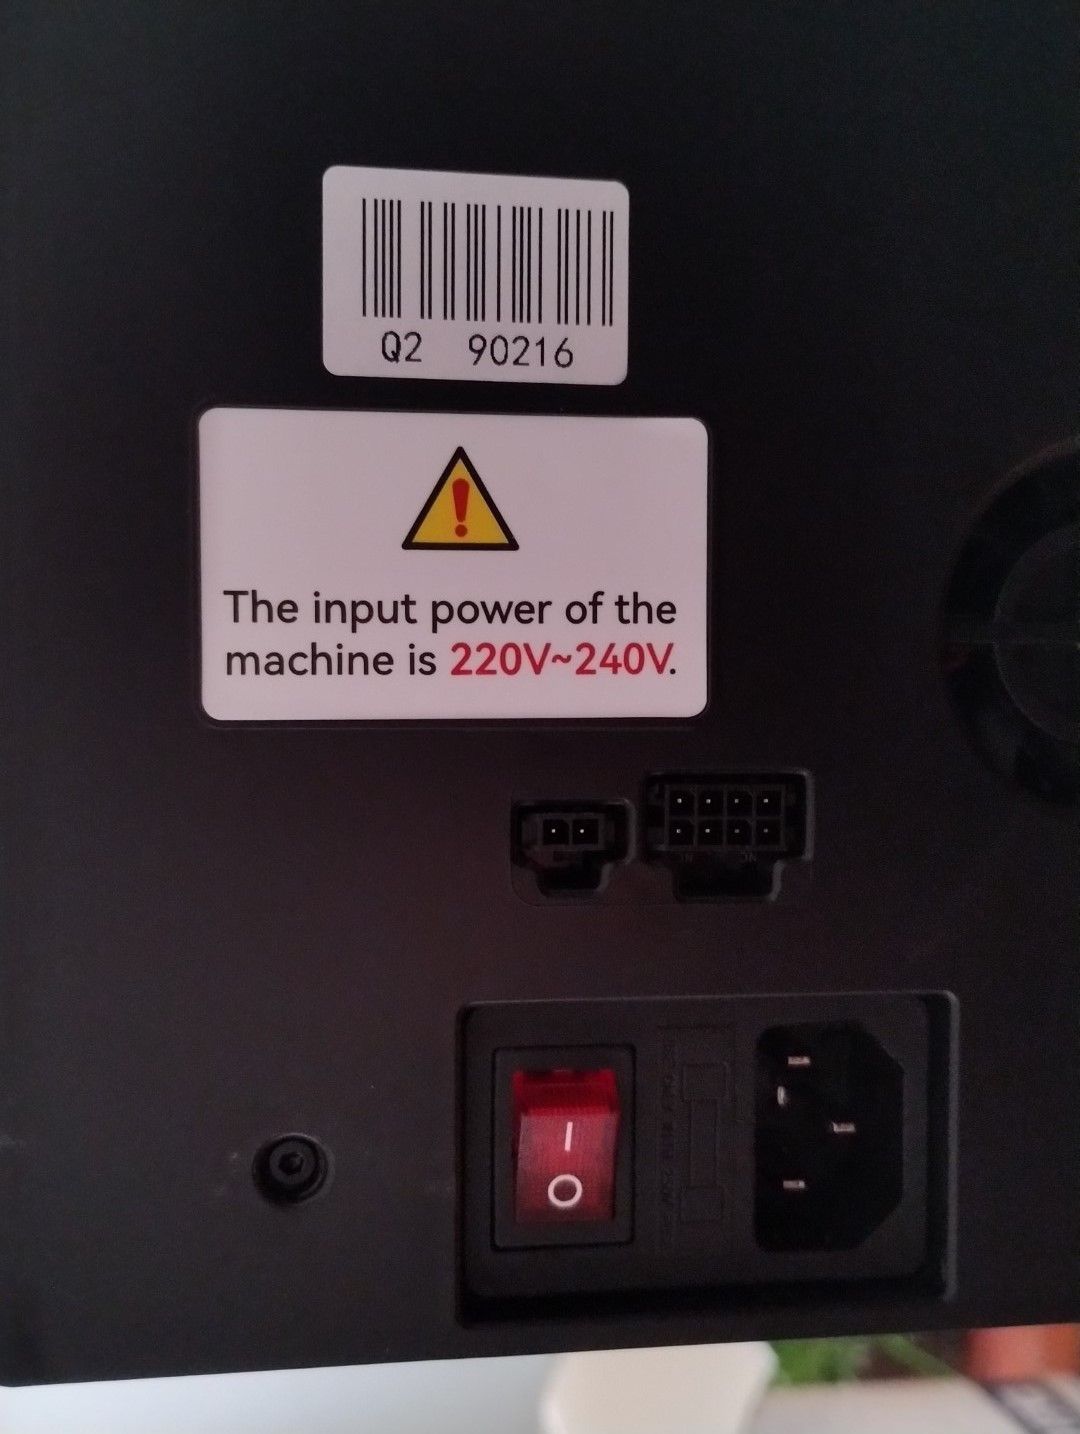 Q2 90216
The input power of the
machine is 220V~240V.